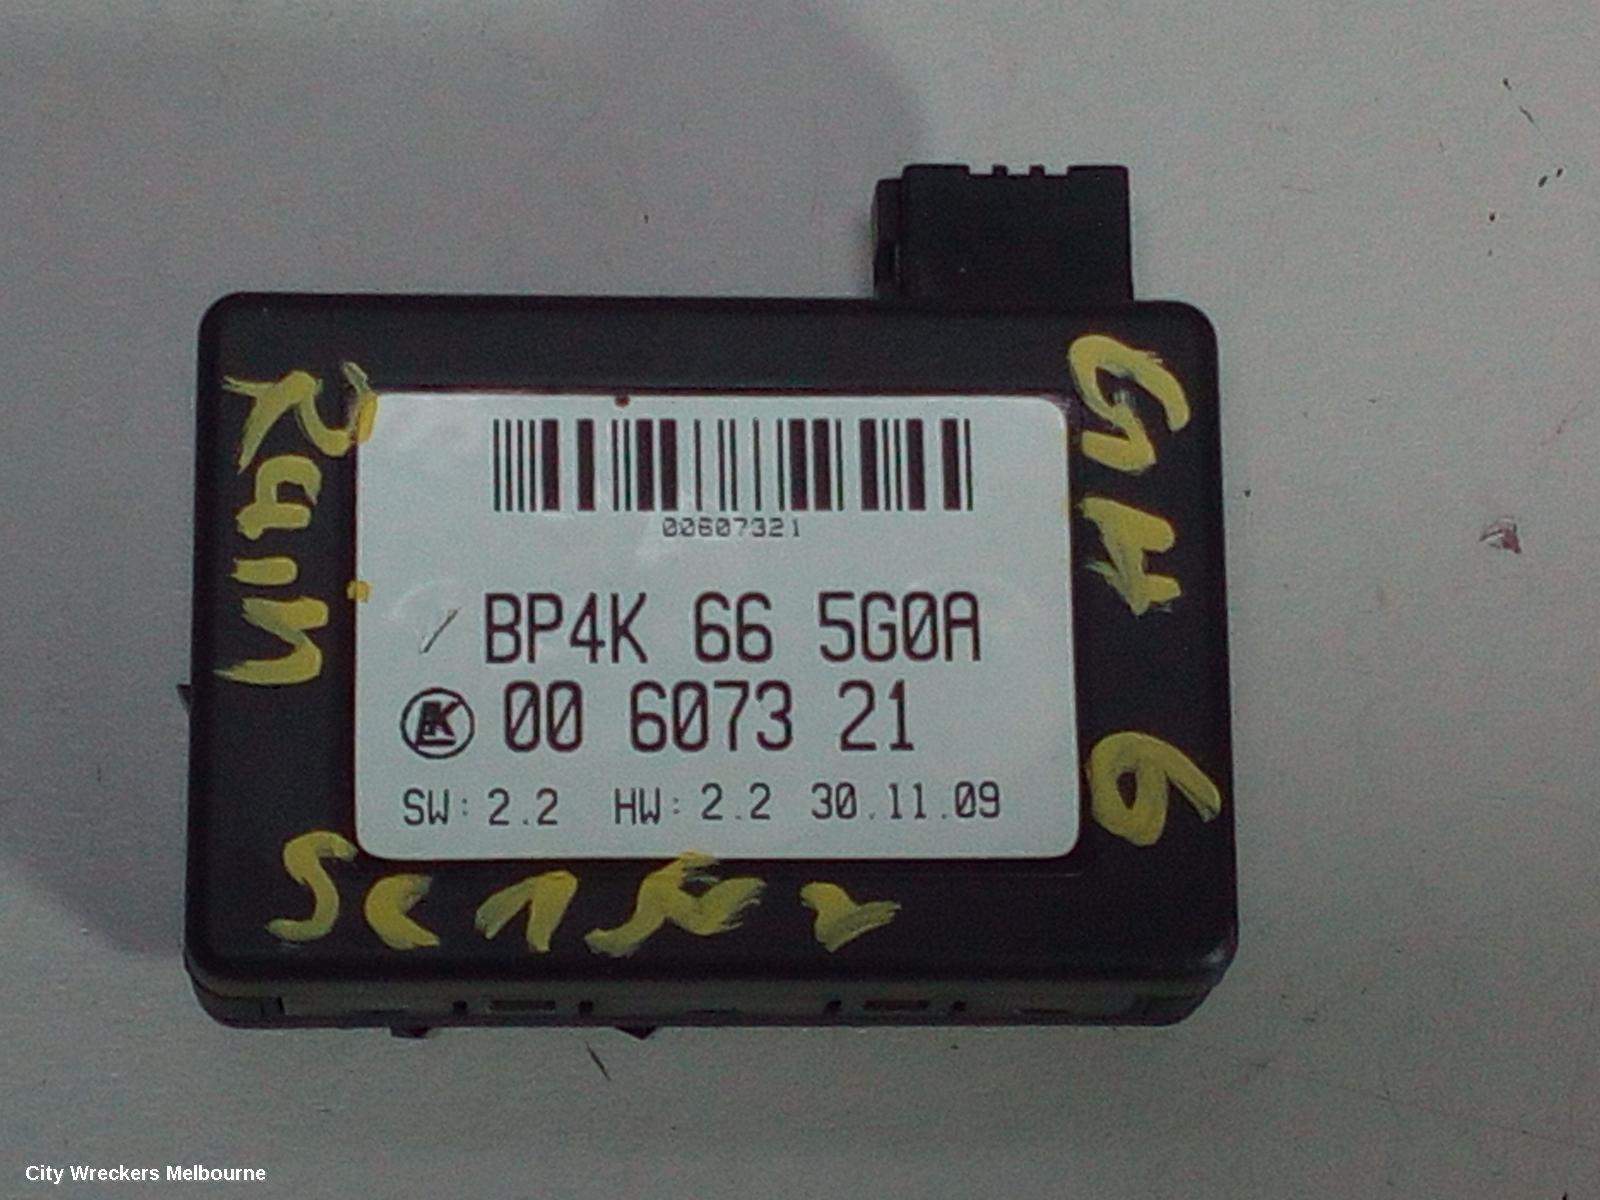 Rain
GH 6
00607321
BP4K 66 5G0A
00 6073 21
SW: 2.2 HW: 2.2 30.11.09
Sensor
City Wreckers Melbourne